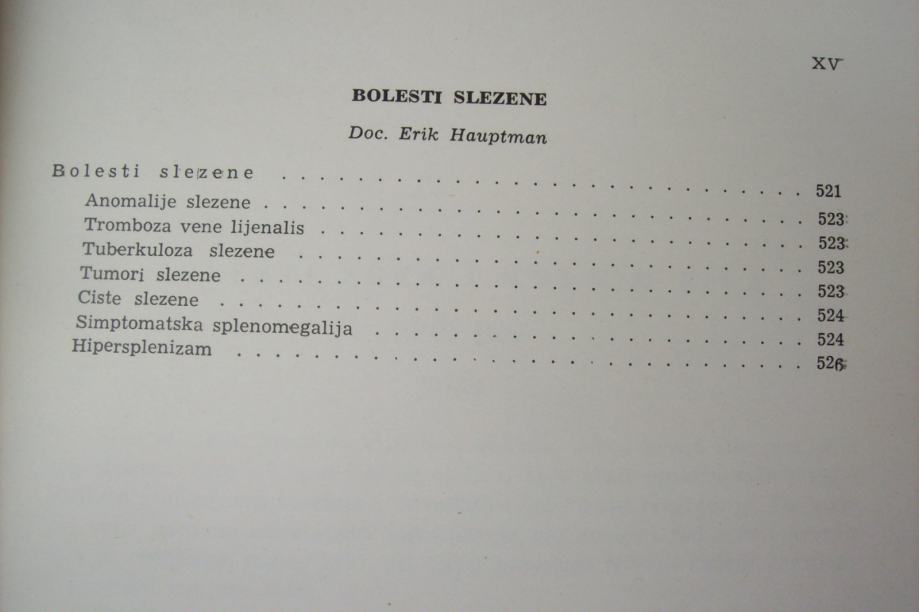 XV
BOLESTI SLEZENE
Doc. Erik Hauptman
Bolesti slezene . . . . . . . . . . . . . . . . . . . . . . . . 521
Anomalije slezene . . . . . . . . . . . . . . . . . . . . . . . . 523
Tromboza vene lijenalis . . . . . . . . . . . . . . . . . . . . . . 523
Tuberkuloza slezene . . . . . . . . . . . . . . . . . . . . . . . 523
Tumori slezene . . . . . . . . . . . . . . . . . . . . . . . . . 523
Ciste slezene . . . . . . . . . . . . . . . . . . . . . . . . . . 524
Simptomatska splenomegalija . . . . . . . . . . . . . . . . . . . 524
Hipersplenizam . . . . . . . . . . . . . . . . . . . . . . . . . 526